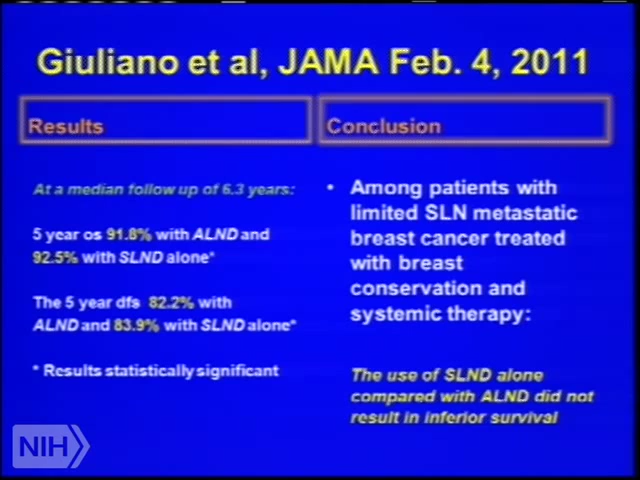 Giuliano et al, JAMA Feb. 4, 2011
Results
Conclusion
At a median follow up of 6.3 years:
5 year os 91.8% with ALND and
92.5% with SLND alone*
The 5 year dfs 82.2% with
ALND and 83.9% with SLND alone*
* Results statistically significant
• Among patients with
limited SLN metastatic
breast cancer treated
with breast
conservation and
systemic therapy:
The use of SLND alone
compared with ALND did not
result in inferior survival
NIH